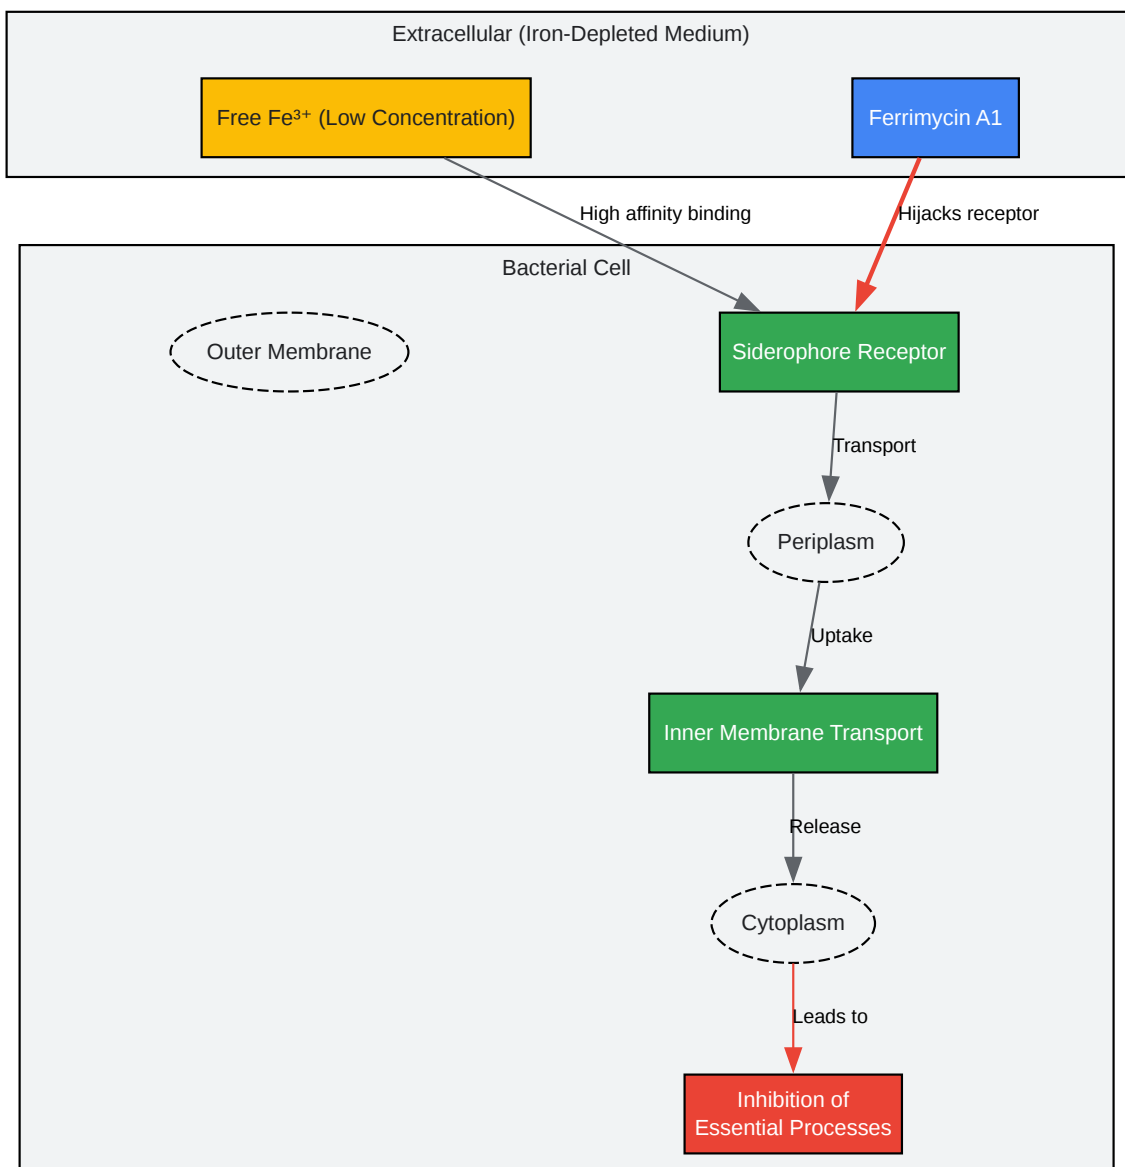 Extracellular (Iron-Depleted Medium)
Free Fe³⁺ (Low Concentration)
Ferrimycin A1
High affinity binding
Hijacks receptor
Bacterial Cell
Outer Membrane
Siderophore Receptor
Transport
Periplasm
Uptake
Inner Membrane Transport
Release
Cytoplasm
Leads to
Inhibition of
Essential Processes